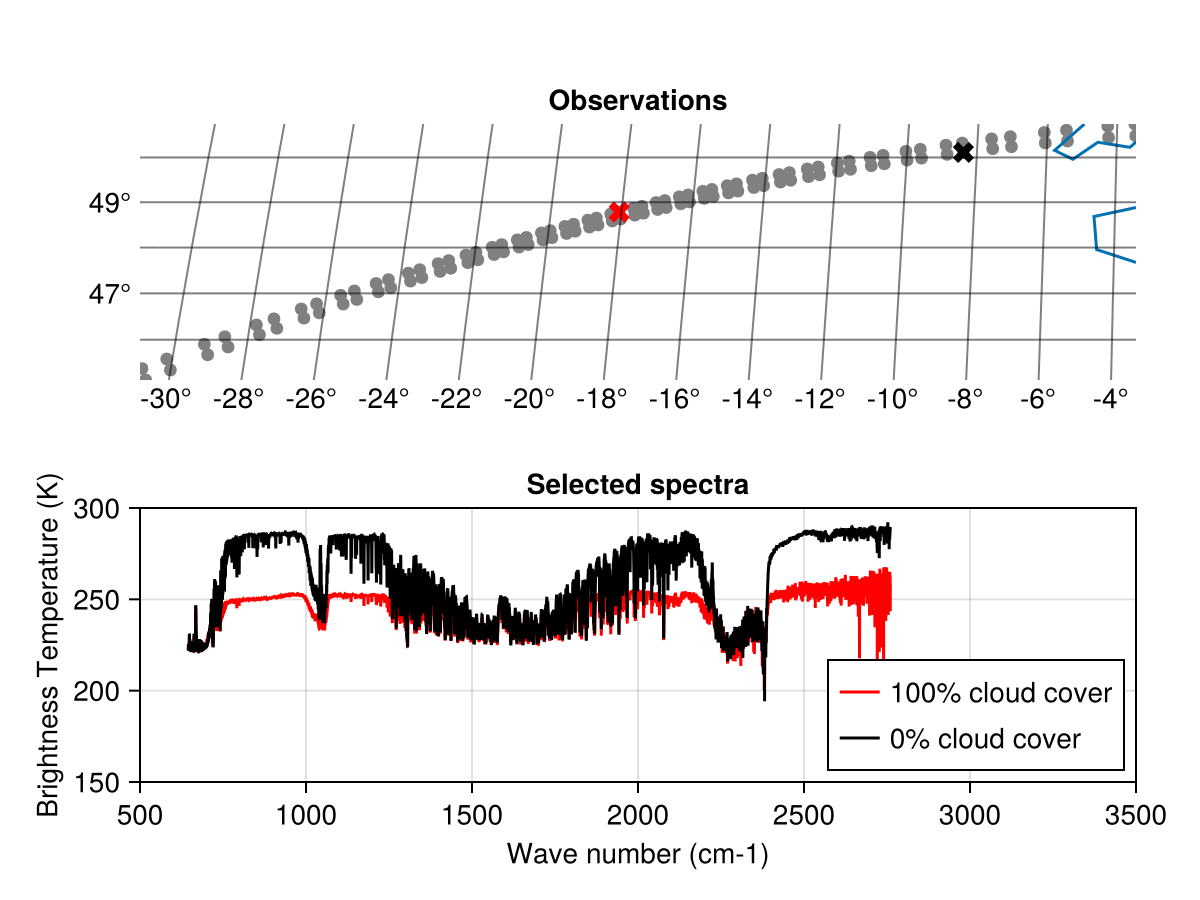 Observations
49°
47°
-30° -28° -26° -24° -22° -20° -18° -16° -14° -12° -10° -8° -6° -4°
Selected spectra
Brightness Temperature (K)
300
250
200
150
100% cloud cover
0% cloud cover
500 1000 1500 2000 2500 3000 3500
Wave number (cm-1)